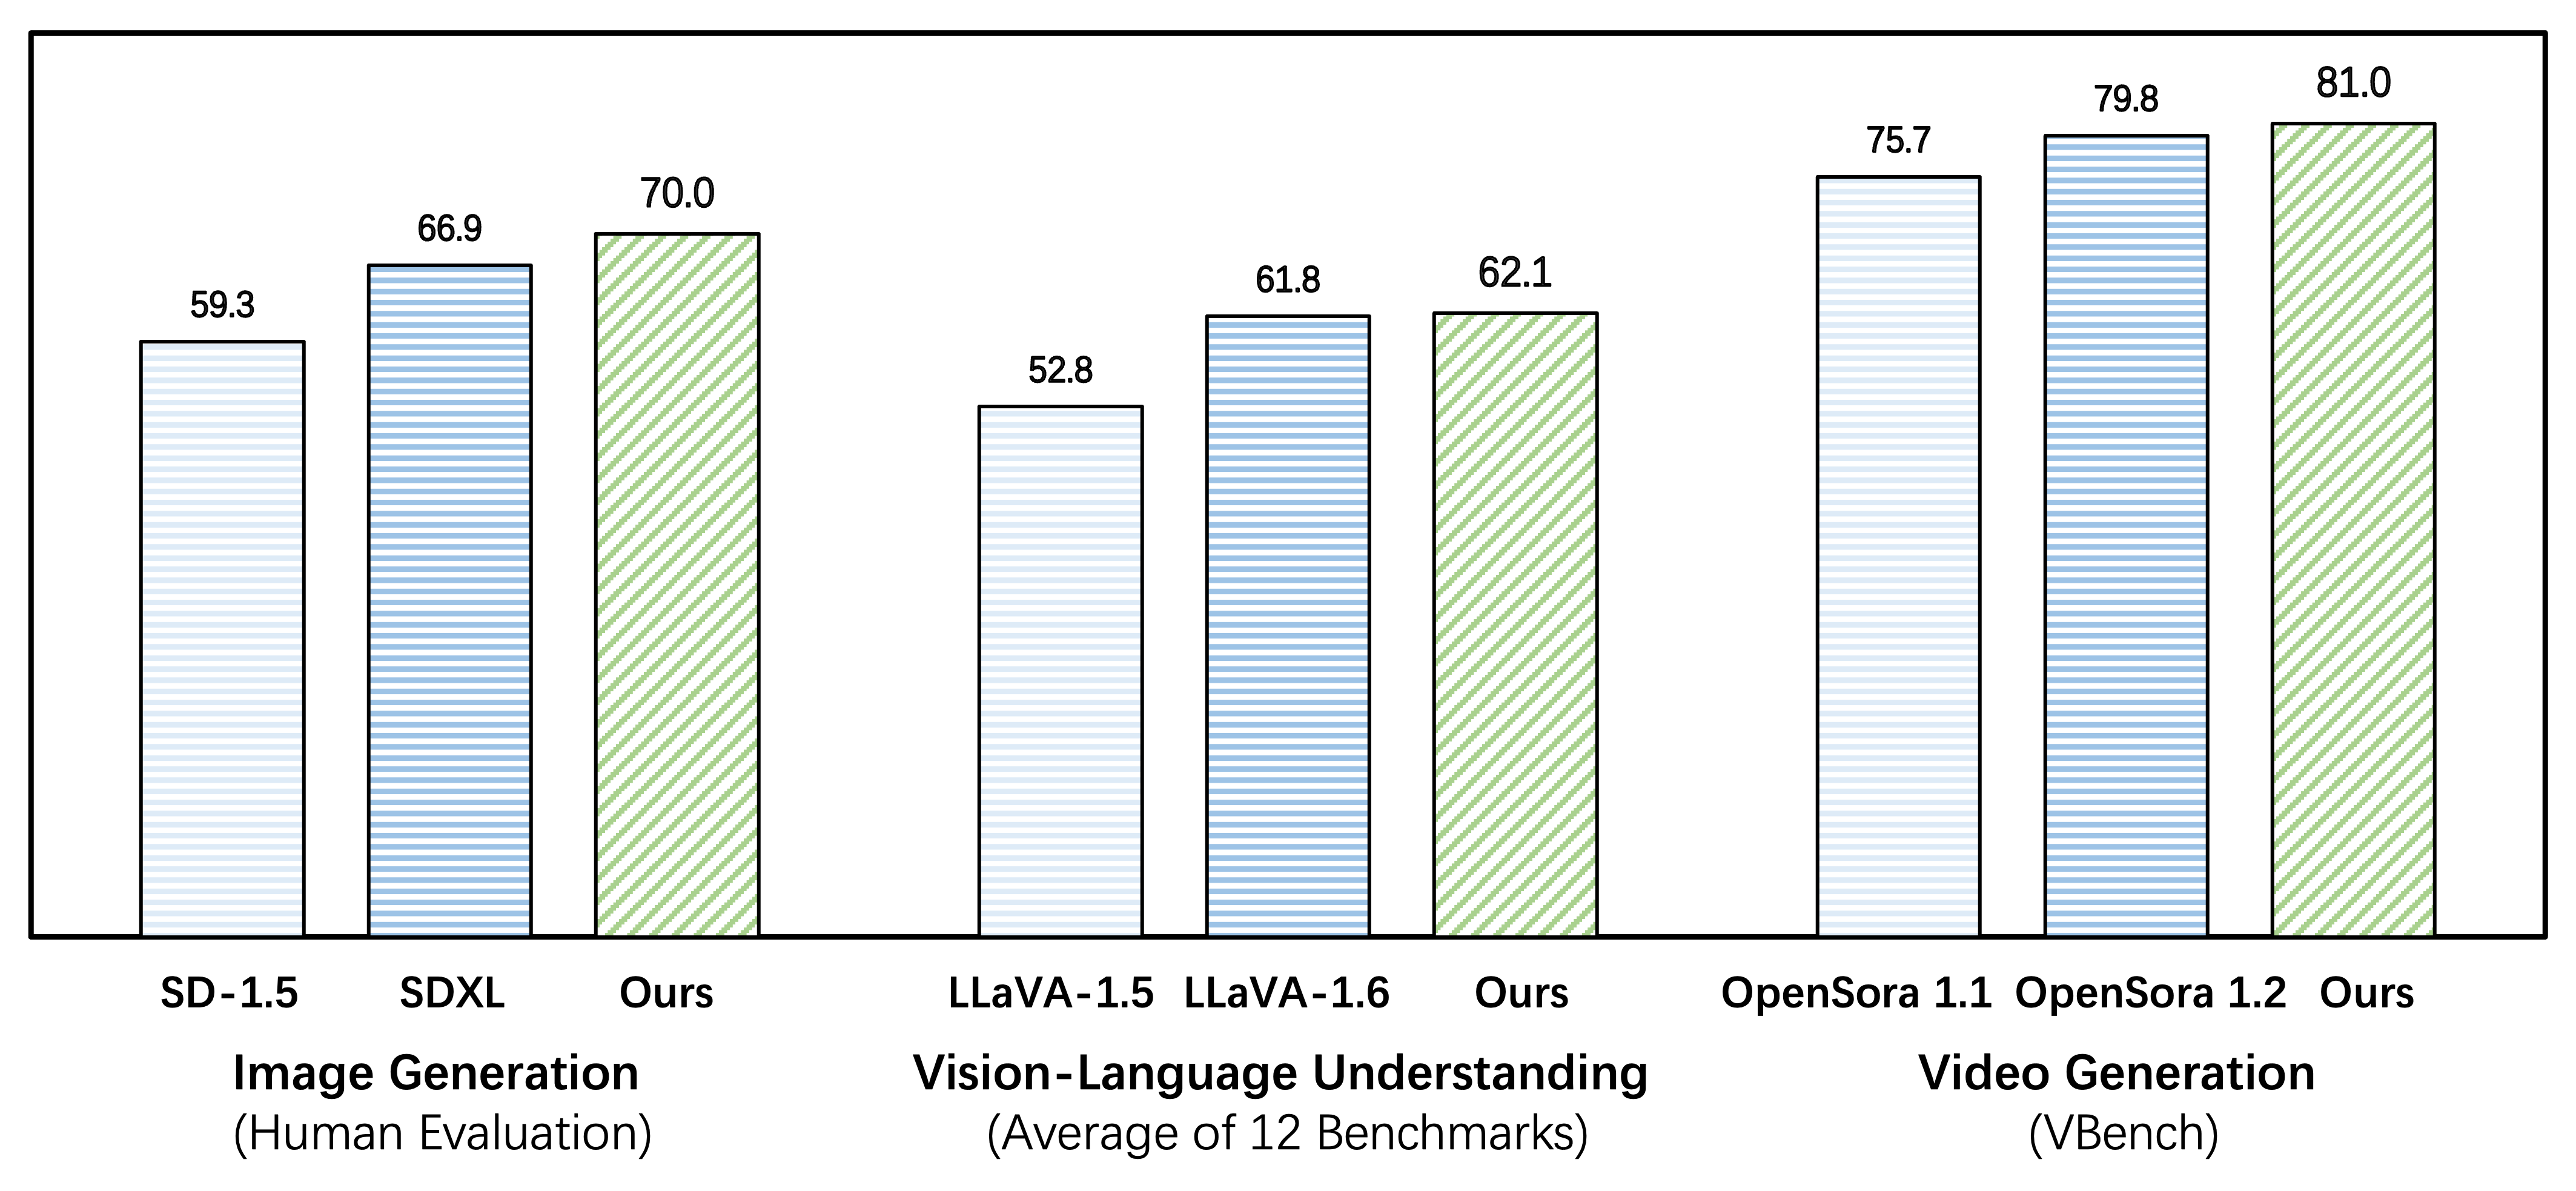 59.3
66.9
70.0
52.8
61.8
62.1
75.7
79.8
81.0
SD-1.5 SDXL Ours LLaVA-1.5 LLaVA-1.6 Ours OpenSora 1.1 OpenSora 1.2 Ours
Image Generation
(Human Evaluation)
Vision-Language Understanding
(Average of 12 Benchmarks)
Video Generation
(VBench)